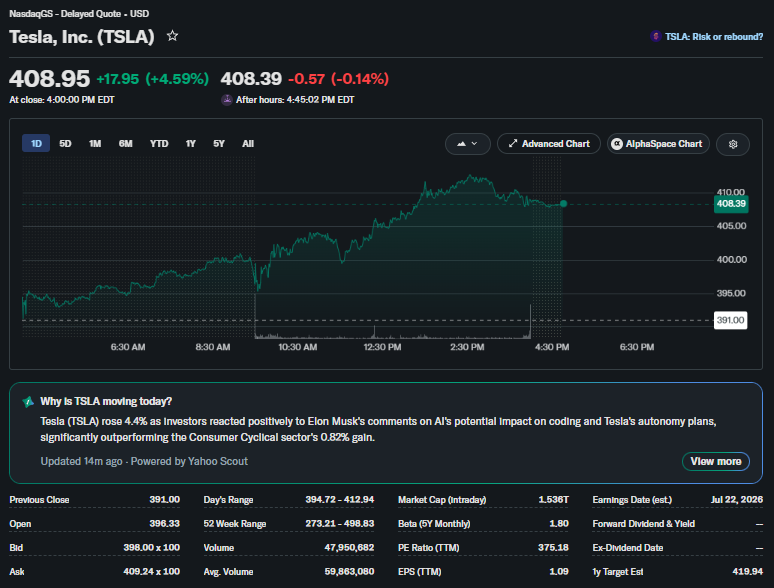 NasdaqGS - Delayed Quote • USD
Tesla, Inc. (TSLA)
TSLA: Risk or rebound?
408.95 +17.95 (+4.59%) 408.39 -0.57 (-0.14%)
At close: 4:00:00 PM EDT After hours: 4:45:02 PM EDT
1D 5D 1M 6M YTD 1Y 5Y All Advanced Chart AlphaSpace Chart
410.00
408.39
405.00
400.00
395.00
391.00
6:30 AM 8:30 AM 10:30 AM 12:30 PM 2:30 PM 4:30 PM 6:30 PM
Why is TSLA moving today?
Tesla (TSLA) rose 4.4% as investors reacted positively to Elon Musk's comments on AI's potential impact on coding and Tesla's autonomy plans,
significantly outperforming the Consumer Cyclical sector's 0.82% gain.
Updated 14m ago · Powered by Yahoo Scout
View more
Previous Close 391.00 Day's Range 394.72 - 412.94 Market Cap (intraday) 1.536T Earnings Date (est.) Jul 22, 2026
Open 396.33 52 Week Range 273.21 - 498.83 Beta (5Y Monthly) 1.80 Forward Dividend & Yield --
Bid 398.00 x 100 Volume 47,950,682 PE Ratio (TTM) 375.18 Ex-Dividend Date --
Ask 409.24 x 100 Avg. Volume 59,863,080 EPS (TTM) 1.09 1y Target Est 419.94